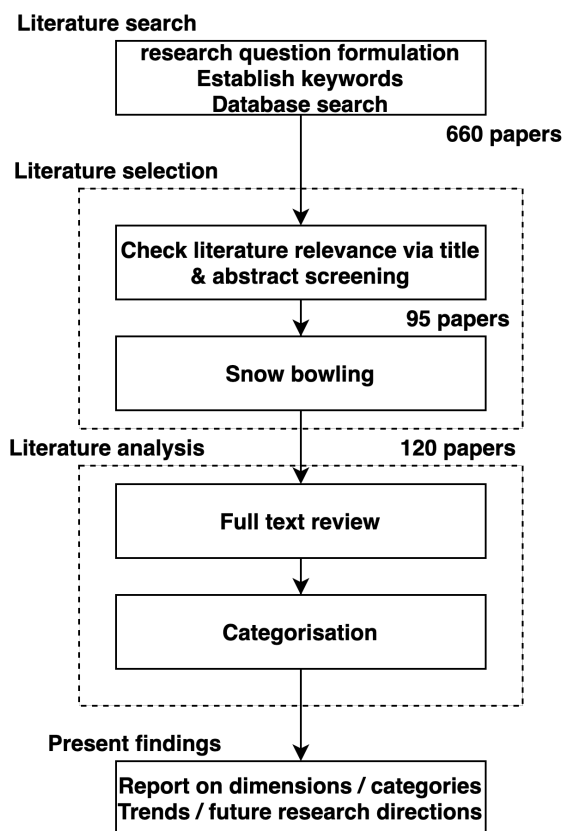 Literature search
research question formulation
Establish keywords
Database search
660 papers
Literature selection
Check literature relevance via title
& abstract screening
95 papers
Snow bowling
Literature analysis
120 papers
Full text review
Categorisation
Present findings
Report on dimensions / categories
Trends / future research directions